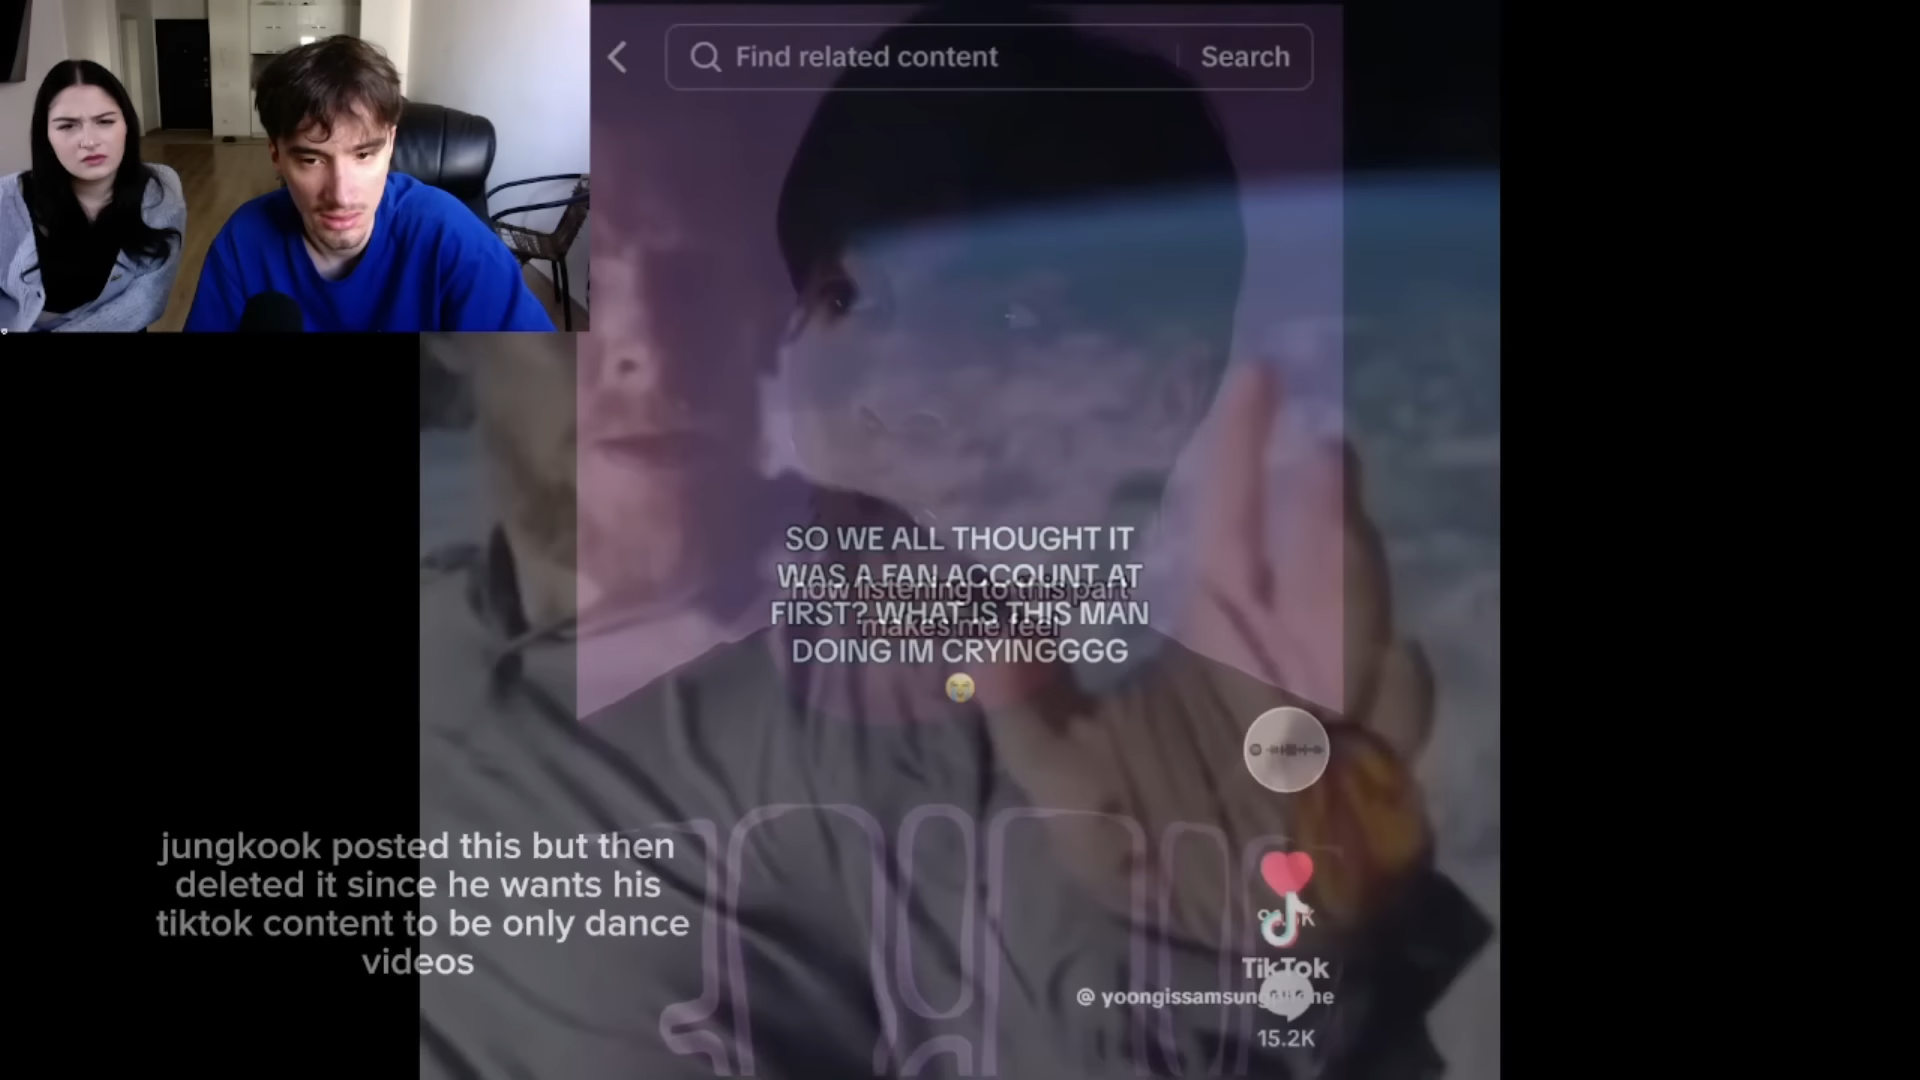 Find related content
Search
SO WE ALL THOUGHT IT
WAS A FAN ACCOUNT AT
FIRST? WHAT IS THIS MAN
DOING IM CRYINGGGG
😭
how listening to this part
makes me feel
jungkook posted this but then
deleted it since he wants his
tiktok content to be only dance
videos
TikTok
@ yoongissamsungphone
15.2K